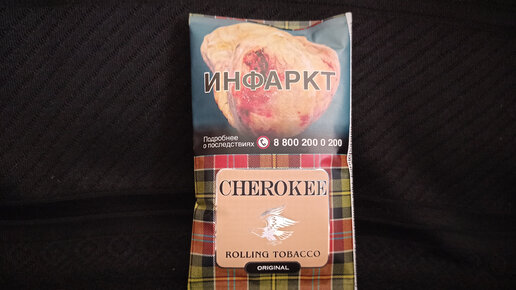 ИНФАРКТ
Подробнее
о последствиях 8 800 200 0 200
CHEROKEE
ROLLING TOBACCO
ORIGINAL